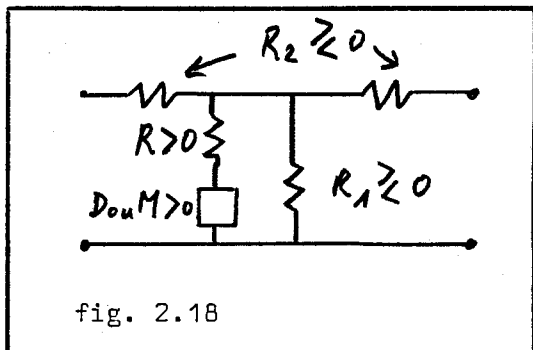 R₂ ≷ 0
R>0
R₁ ≷ 0
D ou M>0
fig. 2.18